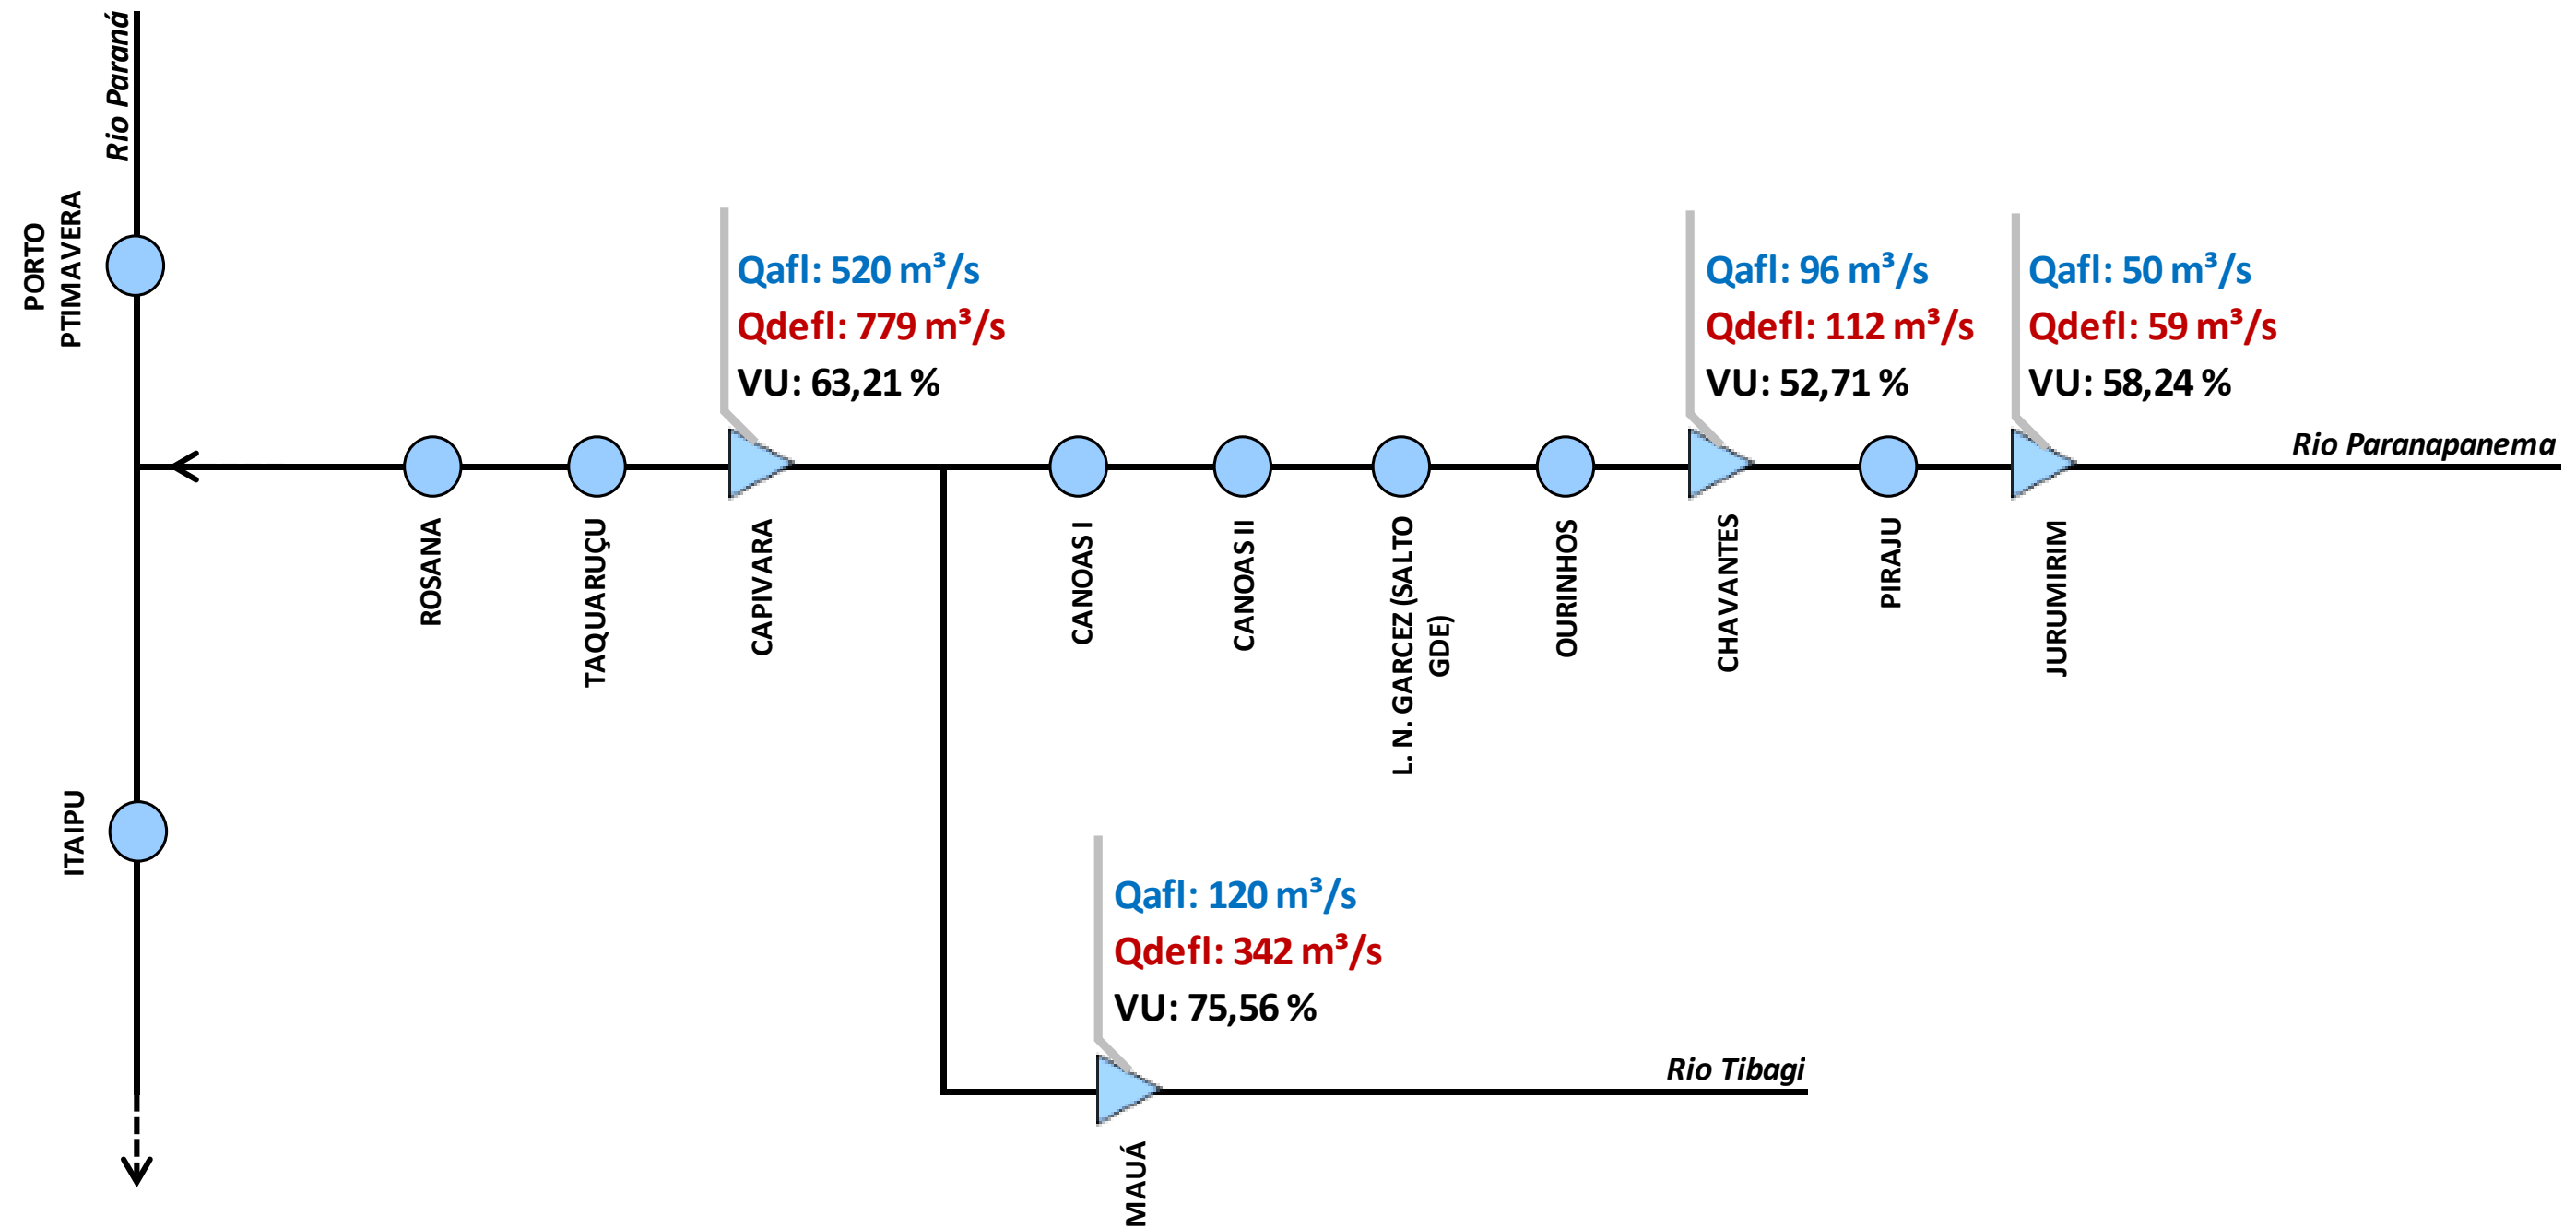 Rio Paraná
PORTO
PTIMAVERA
Qafl: 520 m³/s
Qdefl: 779 m³/s
VU: 63,21 %
Qafl: 96 m³/s
Qdefl: 112 m³/s
VU: 52,71 %
Qafl: 50 m³/s
Qdefl: 59 m³/s
VU: 58,24 %
Rio Paranapanema
ROSANA
TAQUARUÇU
CAPIVARA
CANOAS I
CANOAS II
L. N. GARCEZ (SALTO
GDE)
OURINHOS
CHAVANTES
PIRAJU
JURUMIRIM
ITAIPU
Qafl: 120 m³/s
Qdefl: 342 m³/s
VU: 75,56 %
Rio Tibagi
MAUÁ